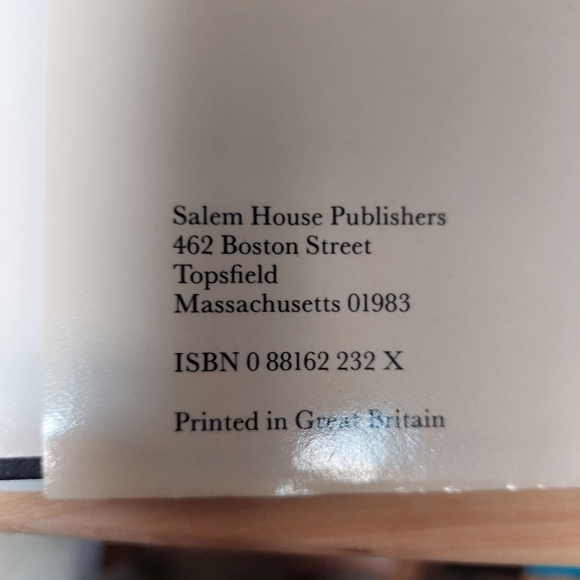 Salem House Publishers
462 Boston Street
Topsfield
Massachusetts 01983
ISBN 0 88162 232 X
Printed in Great Britain